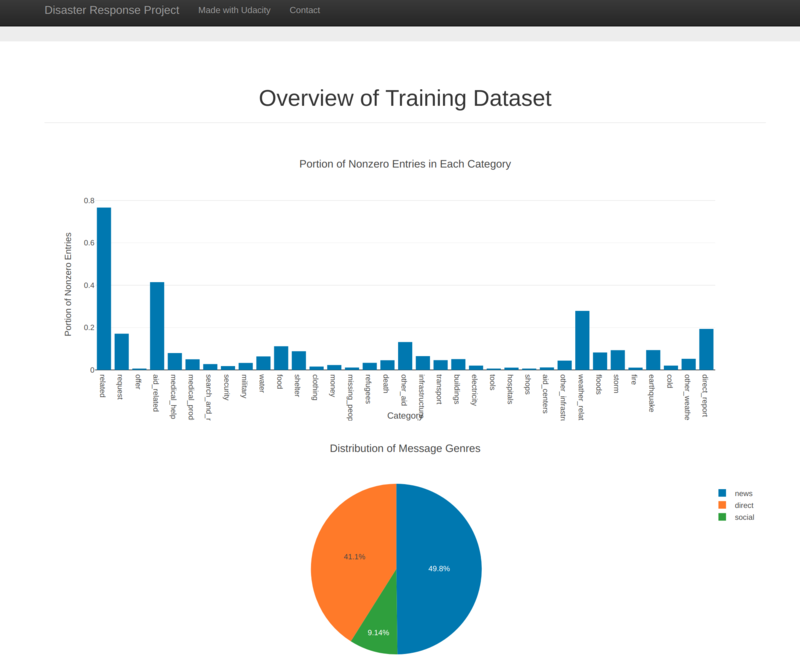 Disaster Response Project Made with Udacity Contact
Overview of Training Dataset
Portion of Nonzero Entries in Each Category
Portion of Nonzero Entries
0.8
0.6
0.4
0.2
0
related
request
offer
aid_related
medical_help
medical_prod
search_and_r
security
military
water
food
shelter
clothing
money
missing_peop
refugees
death
other_aid
infrastructure
transport
buildings
electricity
tools
hospitals
shops
aid_centers
other_infrastr
weather_relat
floods
storm
fire
earthquake
cold
other_weathe
direct_report
Category
Distribution of Message Genres
news
direct
social
41.1%
49.8%
9.14%